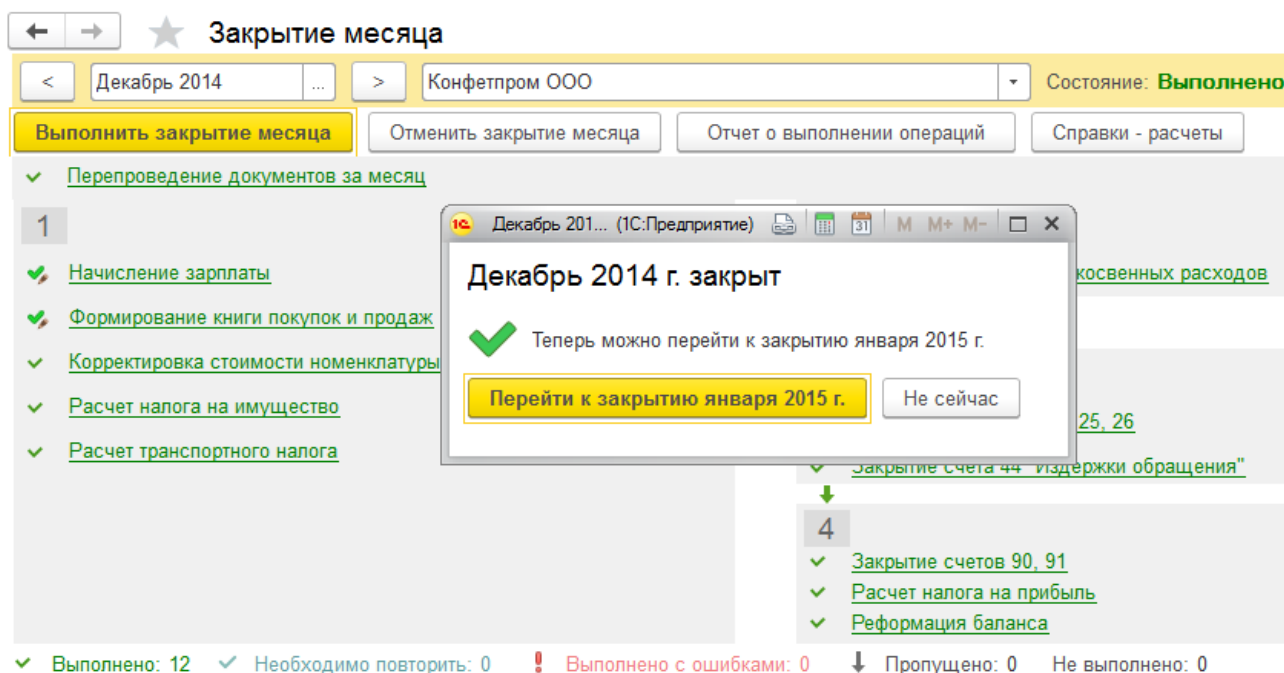 Закрытие месяца
< Декабрь 2014 ... > Конфетпром ООО Состояние: Выполнено
Выполнить закрытие месяца Отменить закрытие месяца Отчет о выполнении операций Справки - расчеты
Перепроведение документов за месяц
1
Начисление зарплаты
Формирование книги покупок и продаж
Корректировка стоимости номенклатуры
Расчет налога на имущество
Расчет транспортного налога
1С Декабрь 201... (1С:Предприятие) 31 M M+ M-
Декабрь 2014 г. закрыт
Теперь можно перейти к закрытию января 2015 г.
Перейти к закрытию января 2015 г. Не сейчас
косвенных расходов
25, 26
Закрытие счета 44 "Издержки обращения"
4
Закрытие счетов 90, 91
Расчет налога на прибыль
Реформация баланса
Выполнено: 12 Необходимо повторить: 0 Выполнено с ошибками: 0 Пропущено: 0 Не выполнено: 0